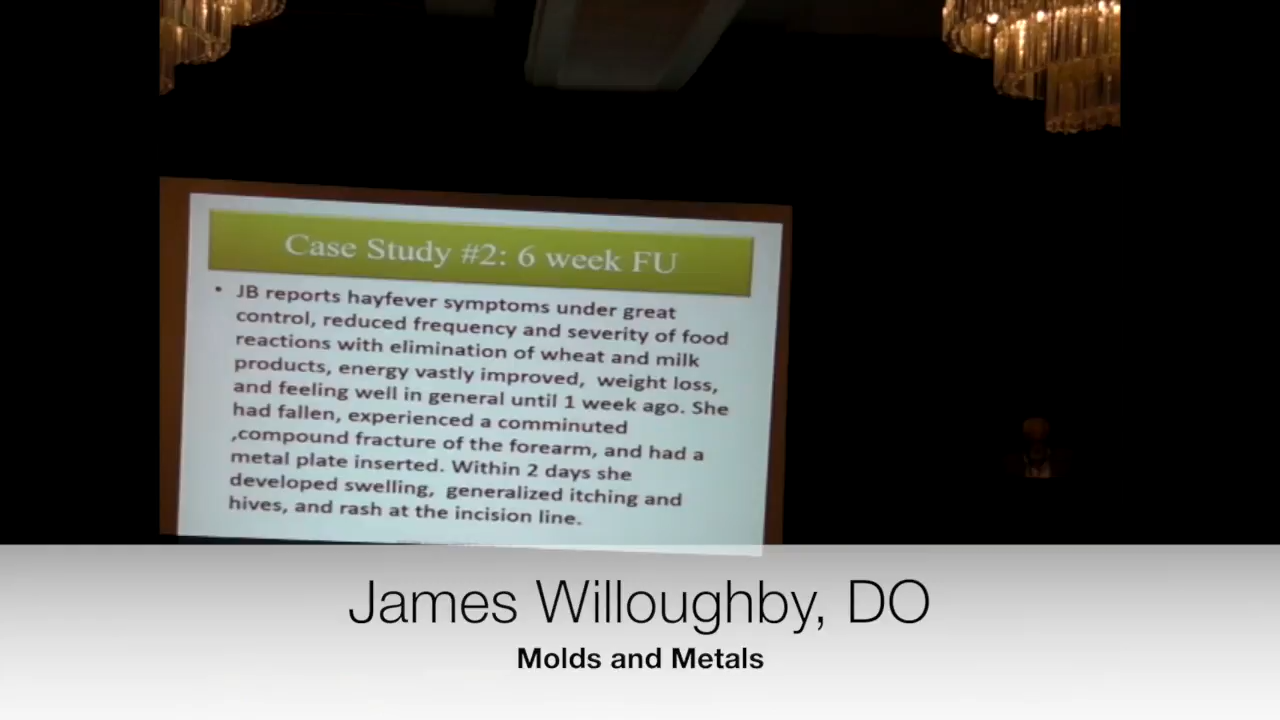 Case Study #2: 6 week FU
• JB reports hayfever symptoms under great
control, reduced frequency and severity of food
reactions with elimination of wheat and milk
products, energy vastly improved, weight loss,
and feeling well in general until 1 week ago. She
had fallen, experienced a comminuted
,compound fracture of the forearm, and had a
metal plate inserted. Within 2 days she
developed swelling, generalized itching and
hives, and rash at the incision line.
James Willoughby, DO
Molds and Metals